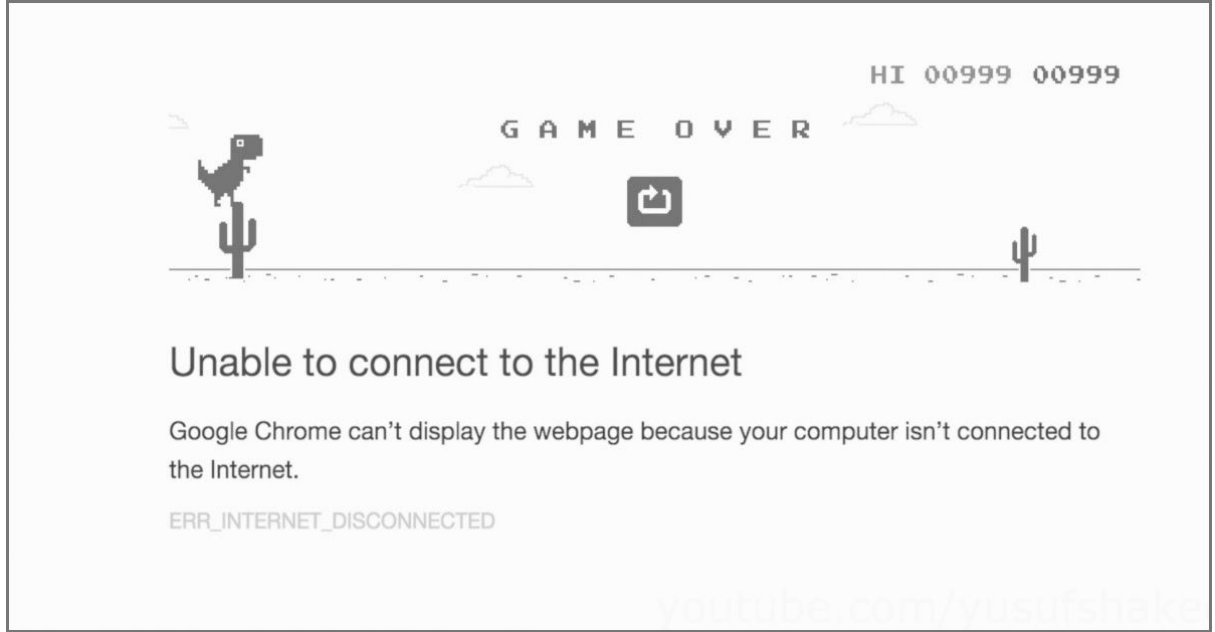 HI 00999 00999
GAME OVER
Unable to connect to the Internet
Google Chrome can't display the webpage because your computer isn't connected to
the Internet.
ERR_INTERNET_DISCONNECTED
youtube.com/yusufshake